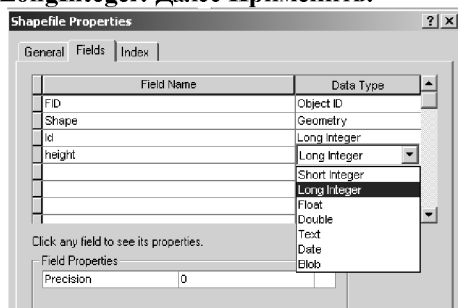 LongInteger. Далее Применить.
Shapefile Properties
General Fields Index
Field Name Data Type
FID Object ID
Shape Geometry
Id Long Integer
height Long Integer
Short Integer
Long Integer
Float
Double
Text
Date
Blob
Click any field to see its properties.
Field Properties
Precision 0